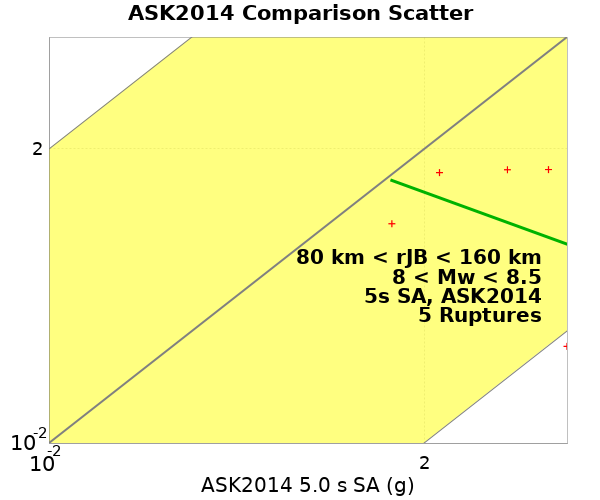 ASK2014 Comparison Scatter
2
80 km < rJB < 160 km
8 < Mw < 8.5
5s SA, ASK2014
5 Ruptures
10-2
10-2
2
ASK2014 5.0 s SA (g)